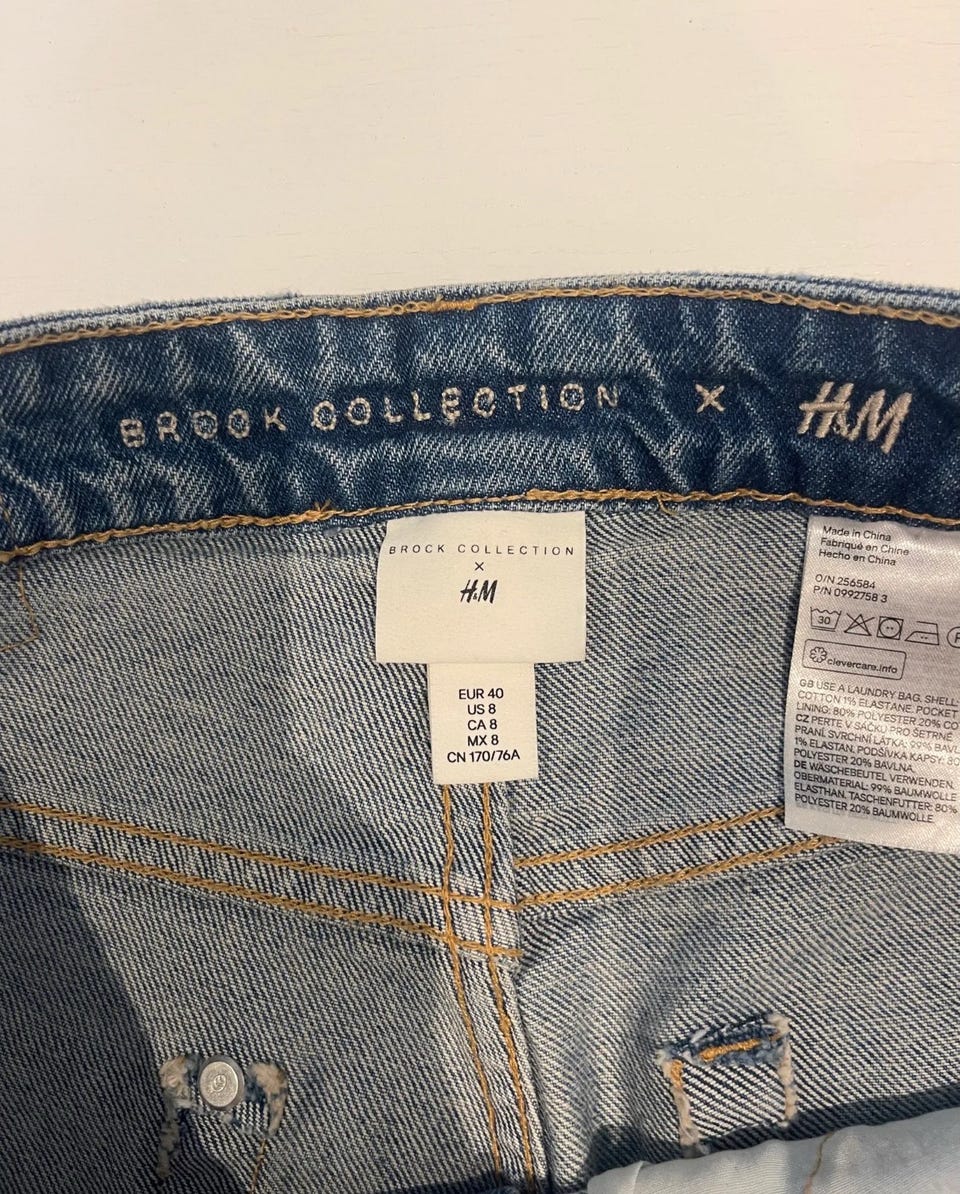 BROCK COLLECTION × H&M
BROCK COLLECTION
×
H&M
EUR 40
US 8
CA 8
MX 8
CN 170/76A
Made in China
Fabriqué en Chine
Hecho en China
O/N 256584
P/N 0992758 3
30
clevercare.info
GB USE A LAUNDRY BAG. SHELL:
COTTON 1% ELASTANE. POCKET
LINING: 80% POLYESTER 20% CO
CZ PERTE V SÁČKU PRO ŠETRNÉ
PRANÍ. SVRCHNÍ LÁTKA: 99% BAVL
1% ELASTAN. PODŠÍVKA KAPSY: 80
POLYESTER 20% BAVLNA.
DE WÄSCHEBEUTEL VERWENDEN.
OBERMATERIAL: 99% BAUMWOLLE
ELASTHAN. TASCHENFUTTER: 80%
POLYESTER 20% BAUMWOLLE.